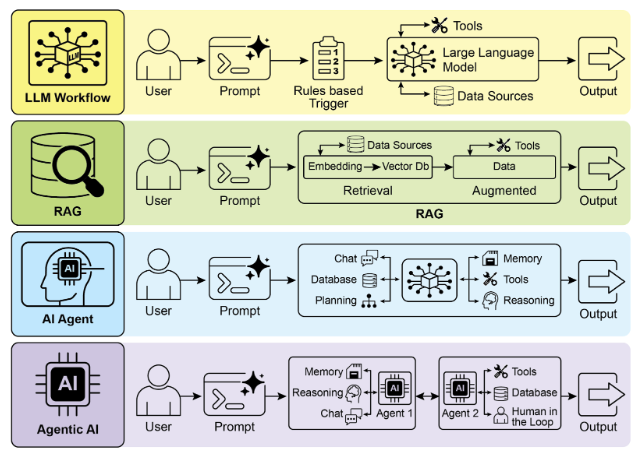 LLM
LLM Workflow
User
Prompt
1
2
3
Rules based
Trigger
Tools
Large Language
Model
Data Sources
Output
RAG
User
Prompt
Data Sources
Embedding
Vector Db
Retrieval
Tools
Data
Augmented
RAG
Output
AI
AI Agent
User
Prompt
Chat
Database
Planning
Memory
Tools
Reasoning
Output
AI
Agentic AI
User
Prompt
Memory
Reasoning
Chat
AI
Agent 1
AI
Agent 2
Tools
Database
Human in
the Loop
Output